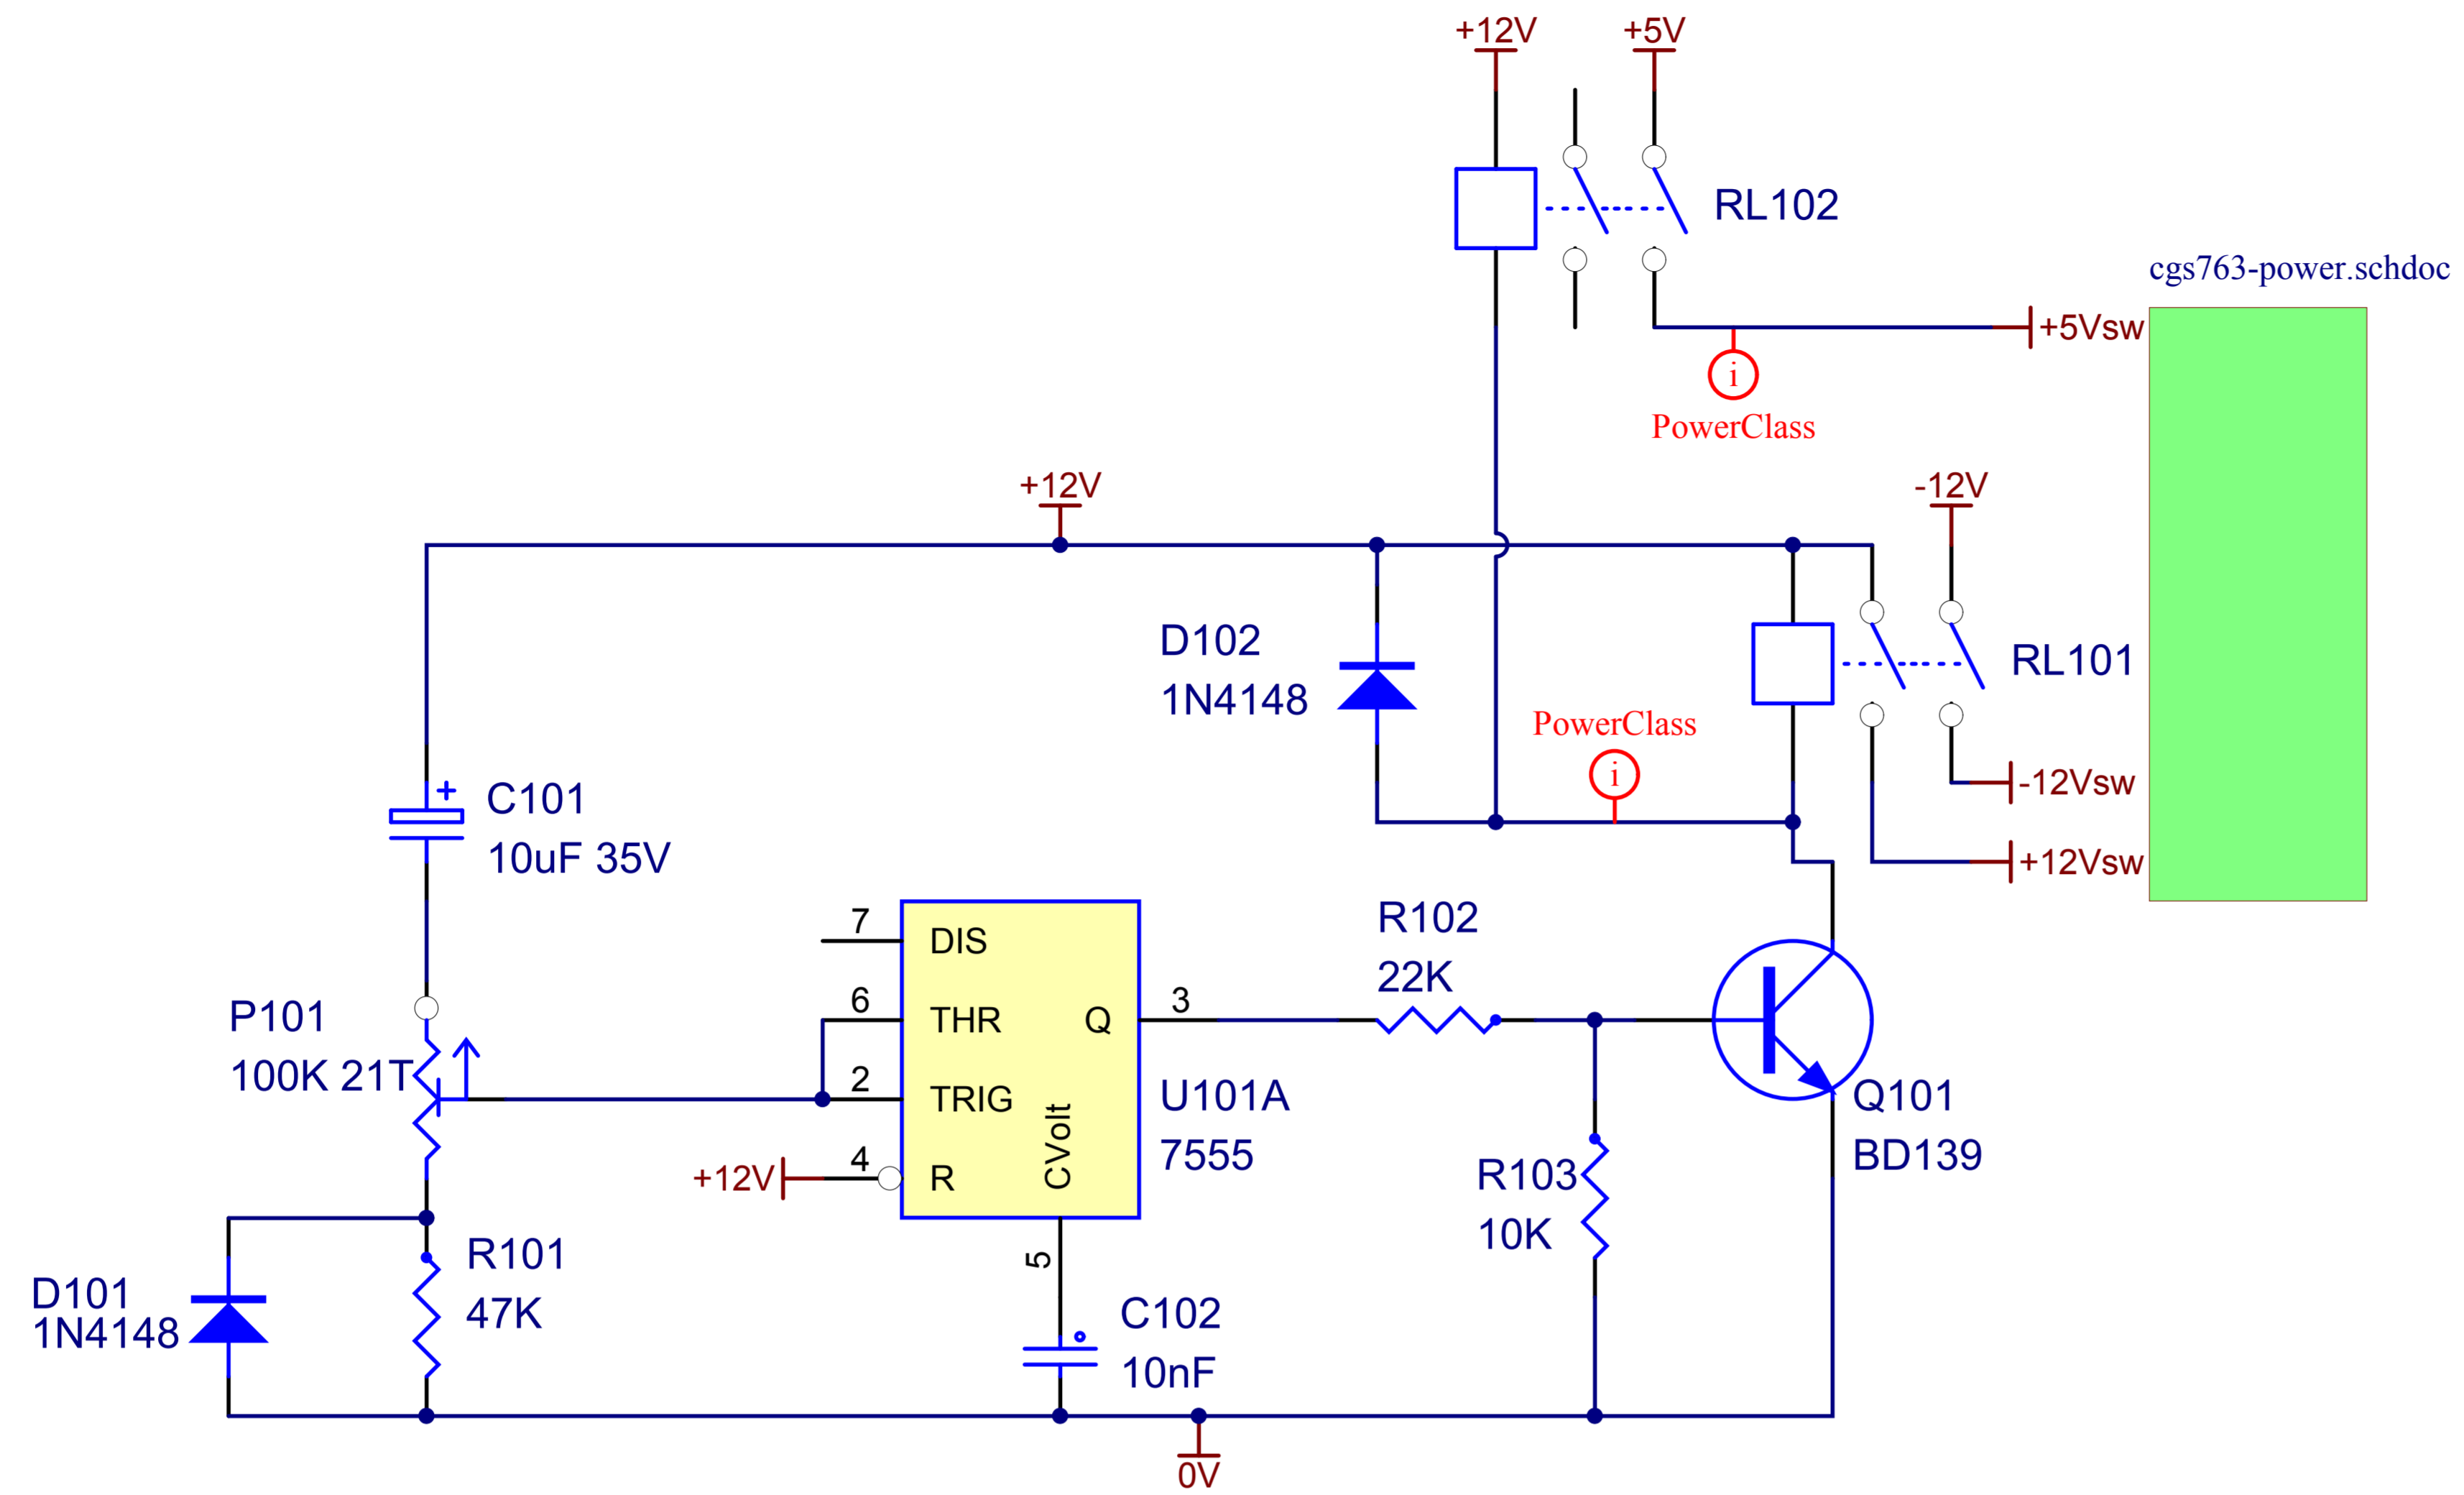 +12V
+5V
RL102
cgs763-power.schdoc
+5Vsw
i
PowerClass
+12V
-12V
D102
1N4148
RL101
PowerClass
i
-12Vsw
+12Vsw
C101
10uF 35V
R102
22K
7
DIS
6
THR
Q
3
P101
100K 21T
2
TRIG
CVolt
U101A
7555
Q101
BD139
+12V
4
R
R103
10K
5
R101
47K
D101
1N4148
C102
10nF
0V